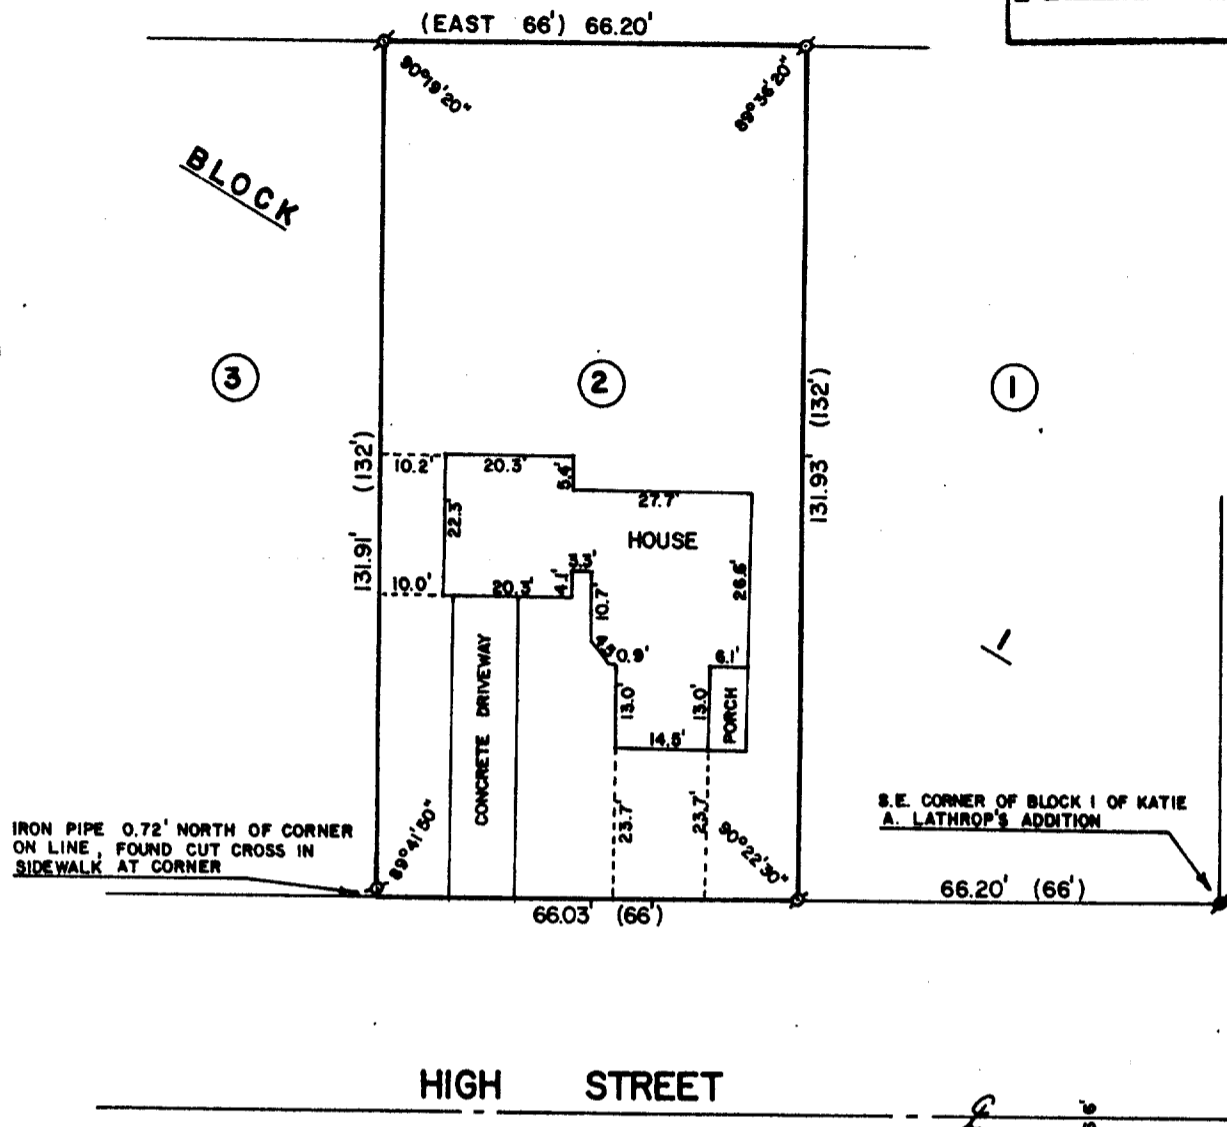 (EAST 66') 66.20'
90°19'20"
89°36'20"
BLOCK
3
2
1
131.91' (132')
131.93' (132')
10.2'
20.3'
5.4'
27.7'
22.3'
HOUSE
26.6'
10.0'
20.3'
4.1'
10.7'
0.9'
6.1'
CONCRETE DRIVEWAY
13.0'
13.0'
PORCH
14.5'
1
23.7'
23.7'
89°41'50"
90°22'30"
IRON PIPE 0.72' NORTH OF CORNER
ON LINE, FOUND CUT CROSS IN
SIDEWALK AT CORNER
S.E. CORNER OF BLOCK 1 OF KATIE
A. LATHROP'S ADDITION
66.03' (66')
66.20' (66')
HIGH STREET